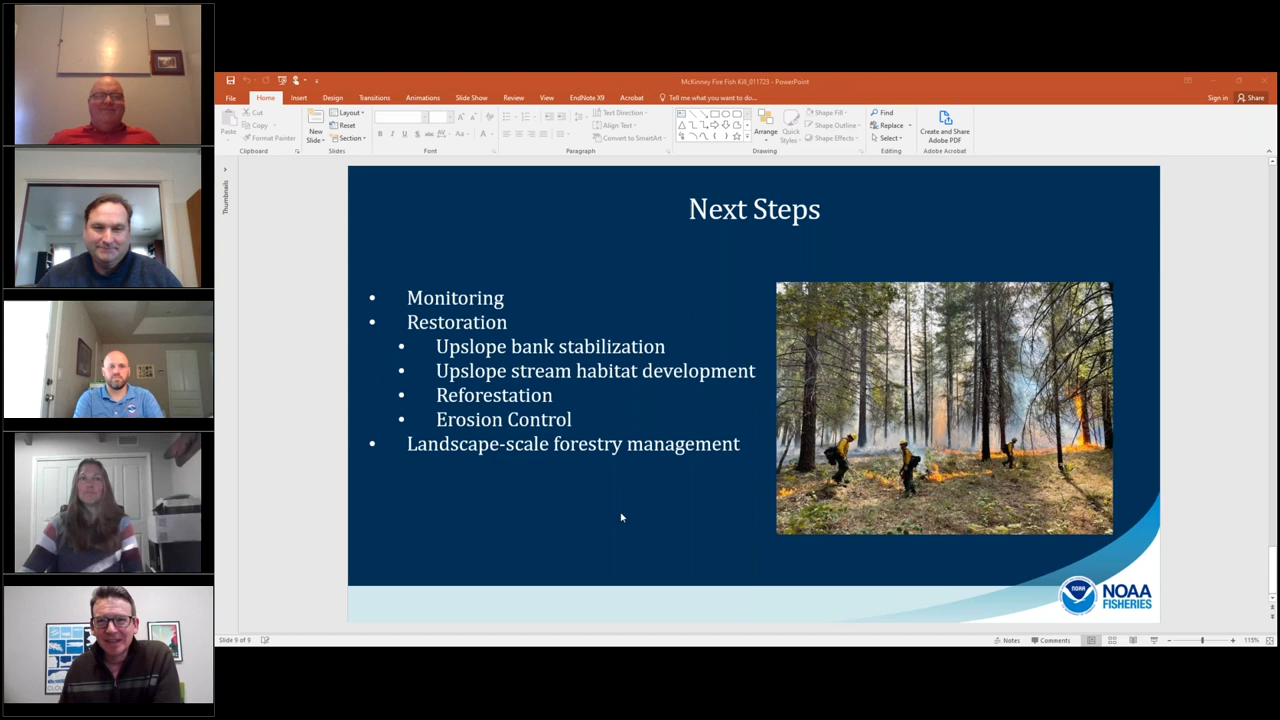 McKinney Fire Fish Kill_011723 - PowerPoint
File Home Insert Design Transitions Animations Slide Show Review View EndNote X9 Acrobat Tell me what you want to do... Sign in Share
Paste
Cut
Copy
Format Painter
Clipboard
New Slide
Layout
Reset
Section
Slides
B I U S abc AV Aa A
Font
Text Direction
Align Text
Convert to SmartArt
Paragraph
Arrange
Quick Styles
Shape Fill
Shape Outline
Shape Effects
Drawing
Find
Replace
Select
Editing
Create and Share Adobe PDF
Adobe Acrobat
Thumbnails
Next Steps
• Monitoring
• Restoration
• Upslope bank stabilization
• Upslope stream habitat development
• Reforestation
• Erosion Control
• Landscape-scale forestry management
NOAA
NOAA
FISHERIES
Slide 9 of 9
Notes Comments 115%